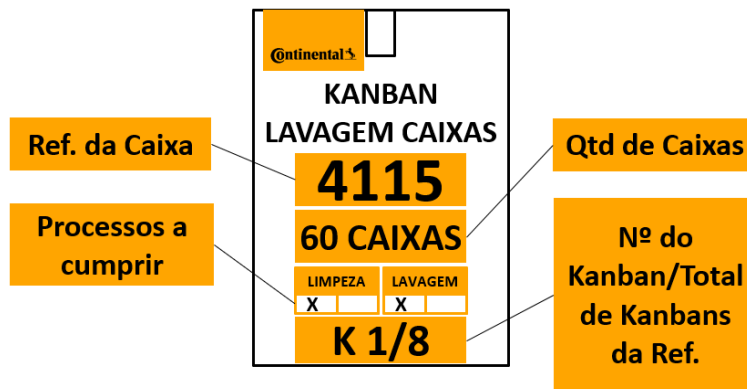 Continental
KANBAN
LAVAGEM CAIXAS
Ref. da Caixa
4115
Qtd de Caixas
Processos a
cumprir
60 CAIXAS
LIMPEZA LAVAGEM
X X
K 1/8
Nº do
Kanban/Total
de Kanbans
da Ref.